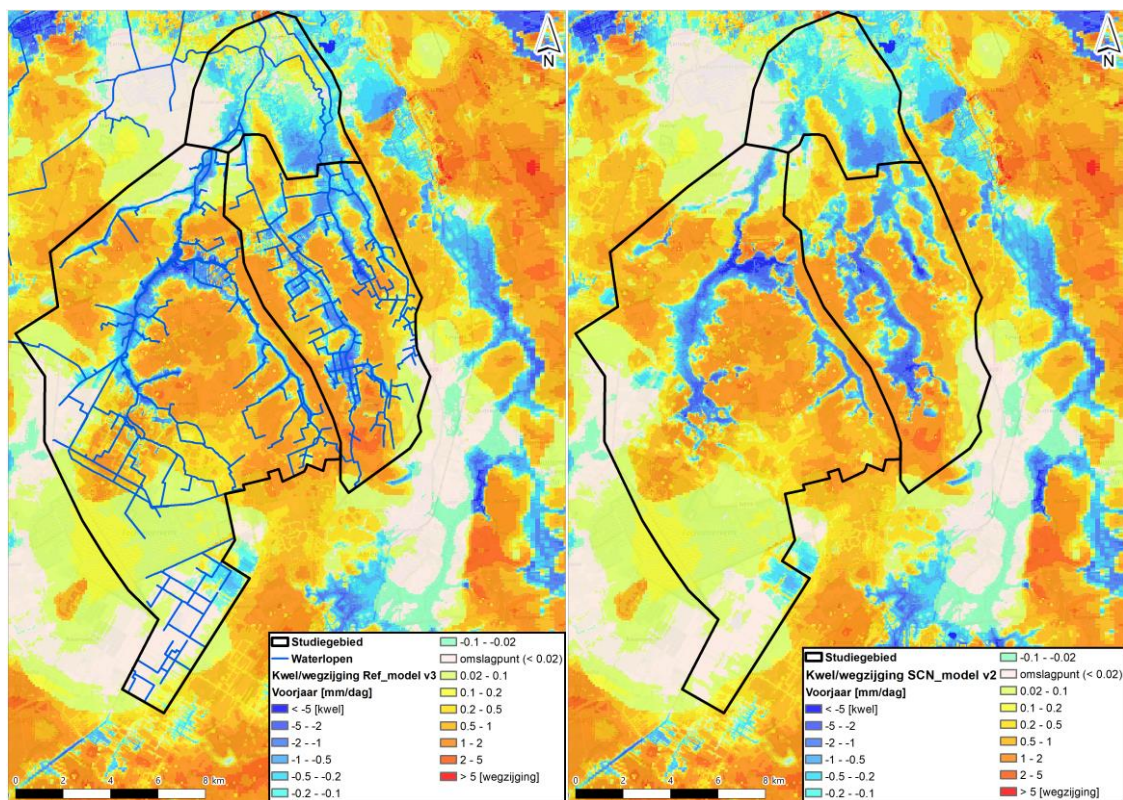 N
Studiegebied
Waterlopen
Kwel/wegzijging Ref_model v3
Voorjaar [mm/dag]
< -5 [kwel]
-5 - -2
-2 - -1
-1 - -0.5
-0.5 - -0.2
-0.2 - -0.1
-0.1 - -0.02
omslagpunt (< 0.02)
0.02 - 0.1
0.1 - 0.2
0.2 - 0.5
0.5 - 1
1 - 2
2 - 5
> 5 [wegzijging]
0 2 4 6 8 km
N
Studiegebied
Kwel/wegzijging SCN_model v2
Voorjaar [mm/dag]
< -5 [kwel]
-5 - -2
-2 - -1
-1 - -0.5
-0.5 - -0.2
-0.2 - -0.1
-0.1 - -0.02
omslagpunt (< 0.02)
0.02 - 0.1
0.1 - 0.2
0.2 - 0.5
0.5 - 1
1 - 2
2 - 5
> 5 [wegzijging]
0 2 4 6 8 km